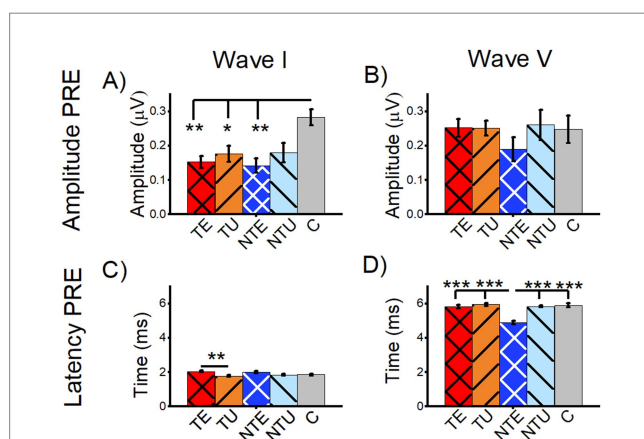 Wave I
Wave V
Amplitude PRE
A)
Amplitude (µV)
0.3
0.2
0.1
0.0
** * **
TE TU NTE NTU C
B)
Amplitude (µV)
0.3
0.2
0.1
0.0
TE TU NTE NTU C
Latency PRE
C)
Time (ms)
6
4
2
0
**
TE TU NTE NTU C
D)
Time (ms)
6
4
2
0
*** *** *** ***
TE TU NTE NTU C